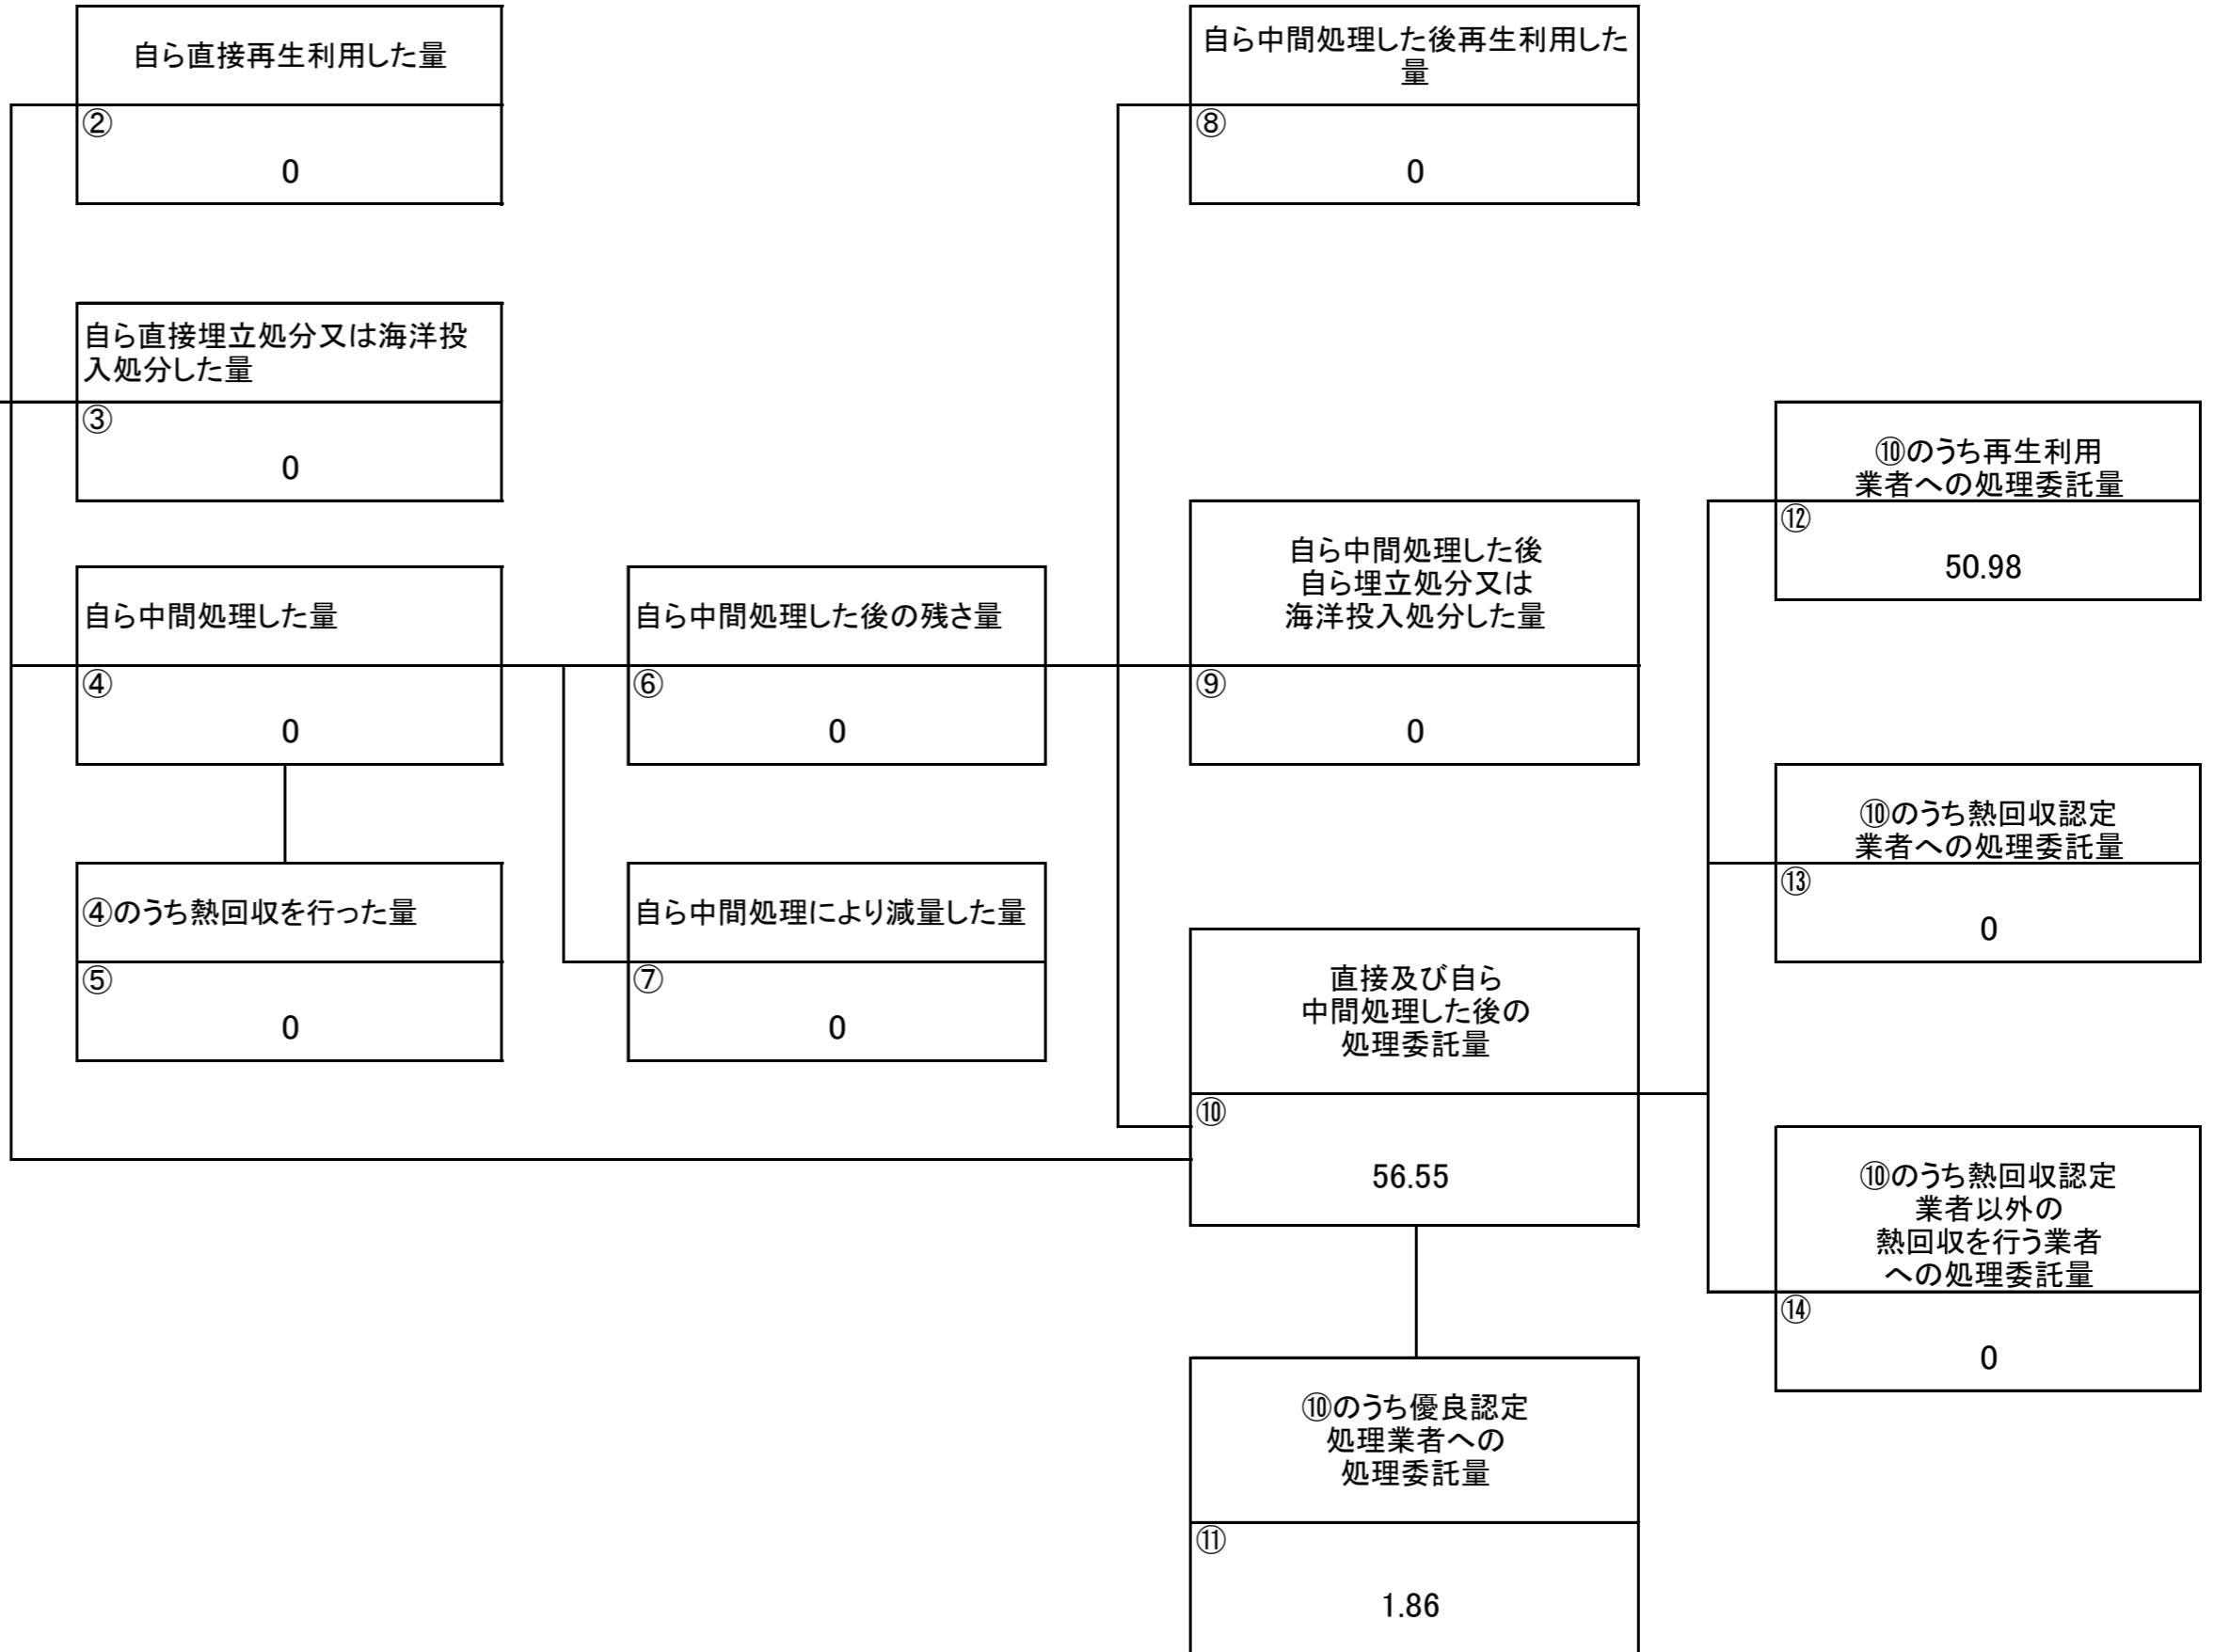 自ら直接再生利用した量
②
0
自ら直接埋立処分又は海洋投
入処分した量
③
0
自ら中間処理した量
④
0
④のうち熱回収を行った量
⑤
0
自ら中間処理した後の残さ量
⑥
0
自ら中間処理により減量した量
⑦
0
自ら中間処理した後再生利用した
量
⑧
0
自ら中間処理した後
自ら埋立処分又は
海洋投入処分した量
⑨
0
直接及び自ら
中間処理した後の
処理委託量
⑩
56.55
⑩のうち優良認定
処理業者への
処理委託量
⑪
1.86
⑩のうち再生利用
業者への処理委託量
⑫
50.98
⑩のうち熱回収認定
業者への処理委託量
⑬
0
⑩のうち熱回収認定
業者以外の
熱回収を行う業者
への処理委託量
⑭
0